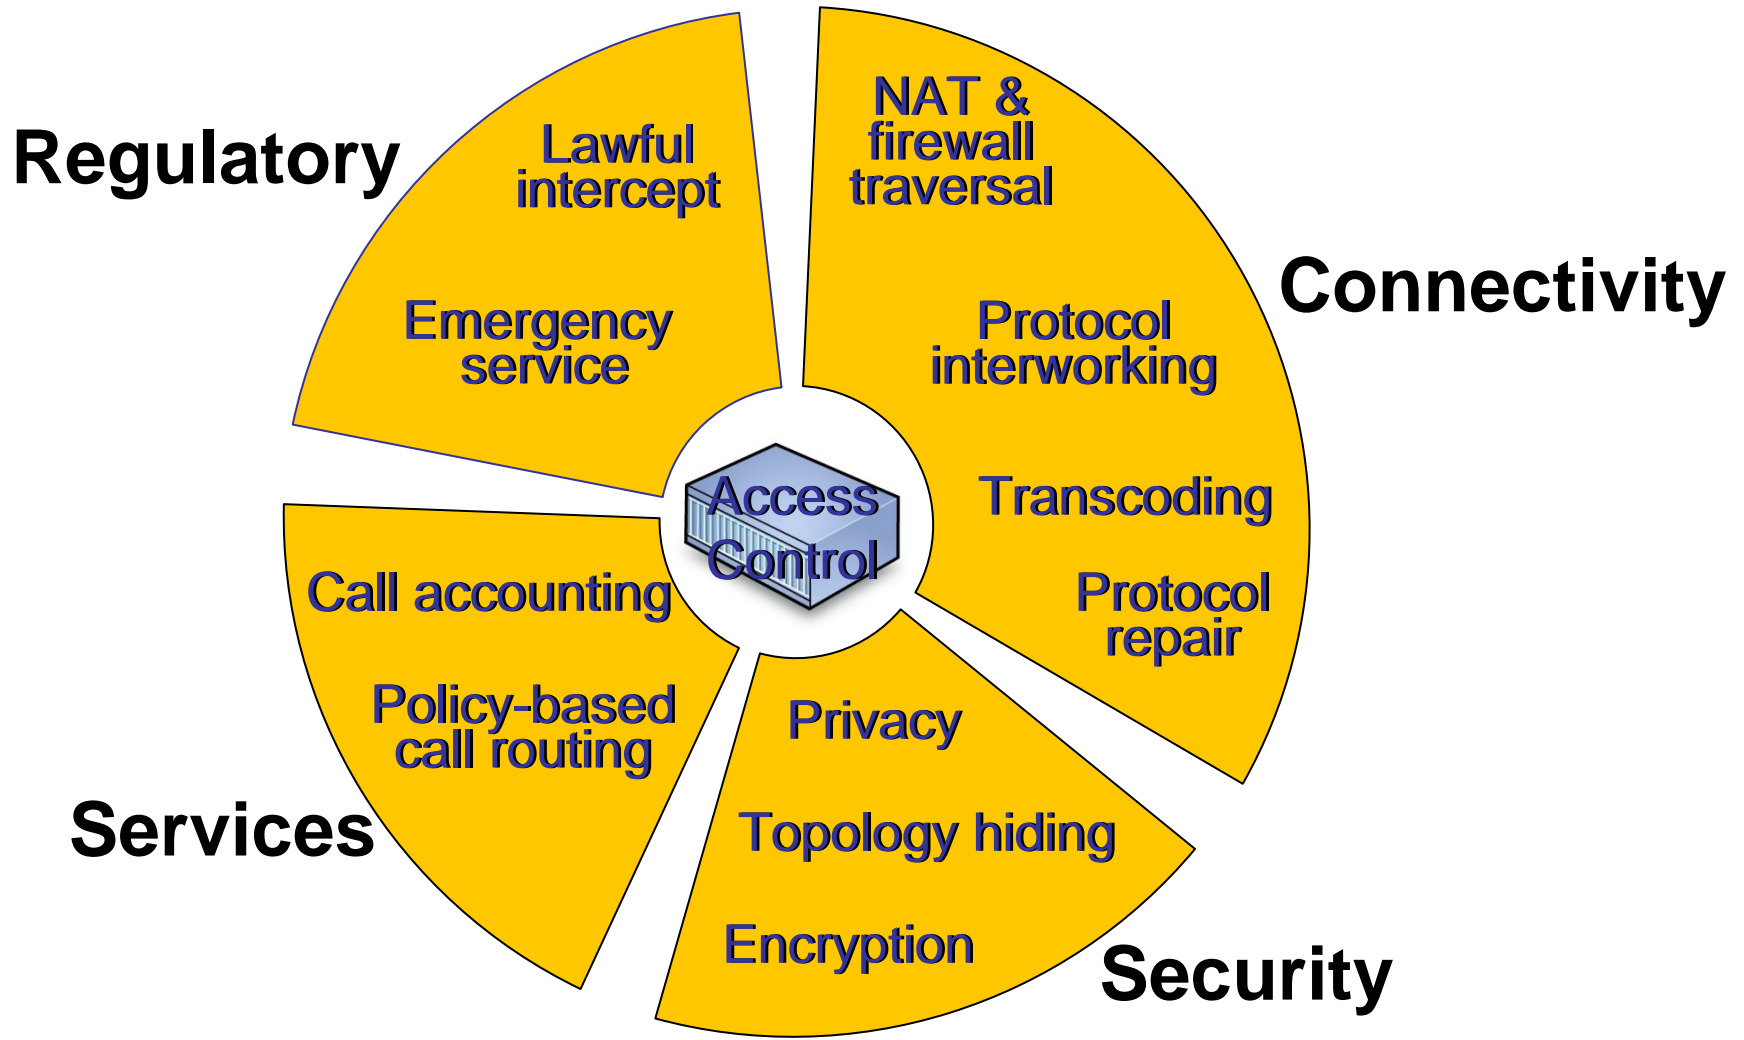 Regulatory
Lawful
intercept
Emergency
service
NAT &
firewall
traversal
Connectivity
Protocol
interworking
Transcoding
Protocol
repair
Access
Control
Call accounting
Policy-based
call routing
Services
Privacy
Topology hiding
Encryption
Security